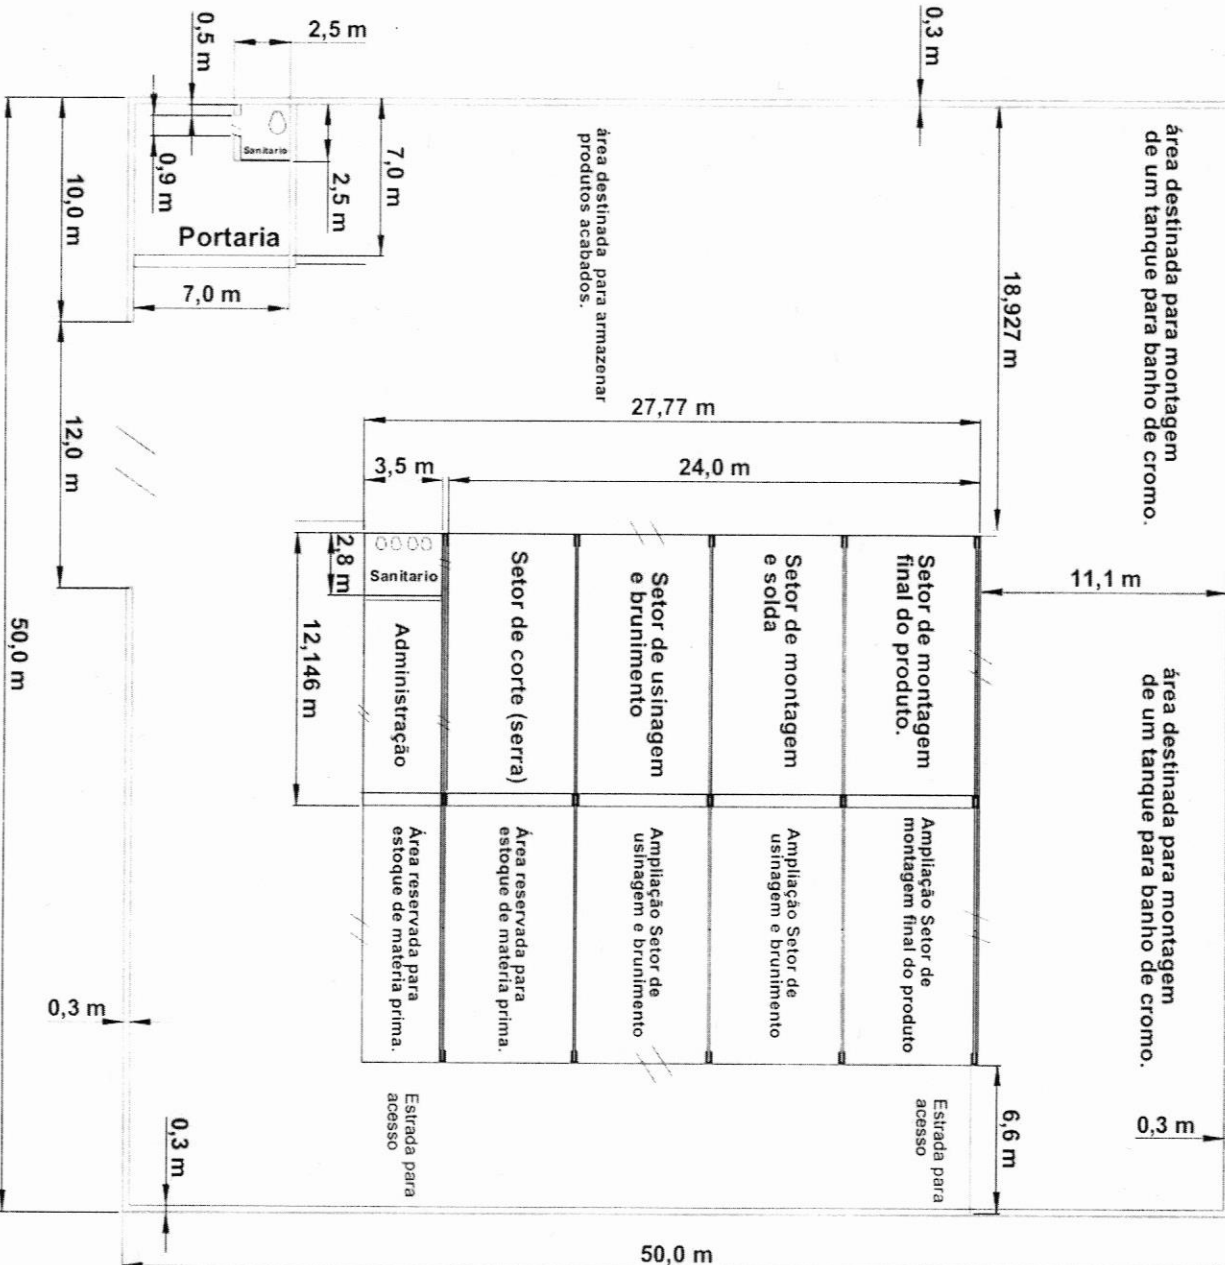 0,5 m
2,5 m
0,3 m
Sanitario
0,9 m
2,5 m
7,0 m
10,0 m
Portaria
7,0 m
12,0 m
50,0 m
área destinada para armazenar
produtos acabados.
18,927 m
área destinada para montagem
de um tanque para banho de cromo.
27,77 m
3,5 m
24,0 m
2,8 m
Sanitario
12,146 m
Administração
Setor de corte (serra)
Setor de usinagem
e brunimento
Setor de montagem
e solda
Setor de montagem
final do produto.
11,1 m
área destinada para montagem
de um tanque para banho de cromo.
Área reservada para
estoque de matéria prima.
Área reservada para
estoque de matéria prima.
Ampliação Setor de
usinagem e brunimento
Ampliação Setor de
usinagem e brunimento
Ampliação Setor de
montagem final do produto
0,3 m
0,3 m
Estrada para
acesso
Estrada para
acesso
6,6 m
0,3 m
50,0 m